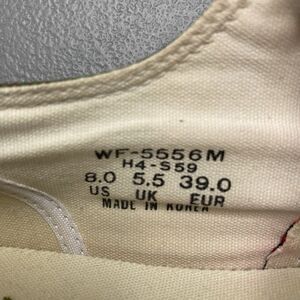 WF-5556M
H4-S59
8.0 5.5 39.0
US UK EUR
MADE IN KOREA